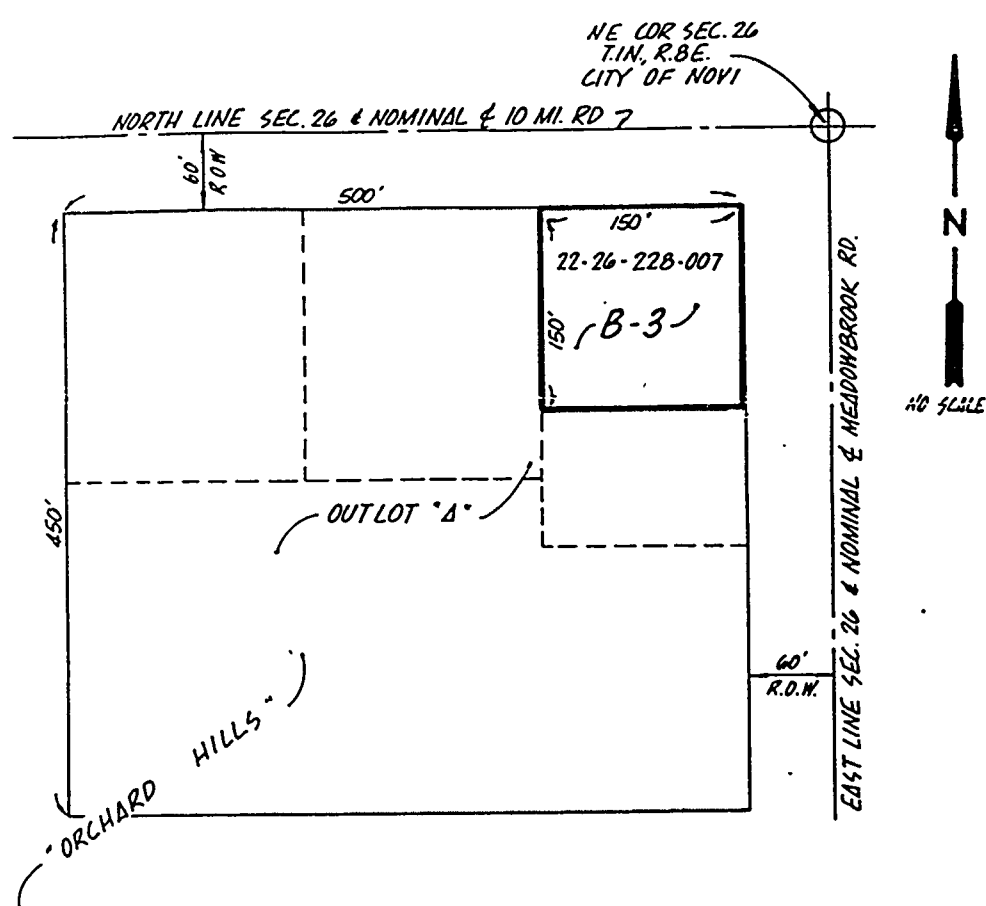 NE COR SEC. 26
T.1N., R.8E.
CITY OF NOVI
NORTH LINE SEC. 26 & NOMINAL ℄ 10 MI. RD
60'
R O W
500'
150'
22-26-228-007
150'
B-3
N
NO SCALE
OUTLOT "A"
450'
60'
R.O.W.
EAST LINE SEC. 26 & NOMINAL ℄ MEADOWBROOK RD.
"ORCHARD HILLS"